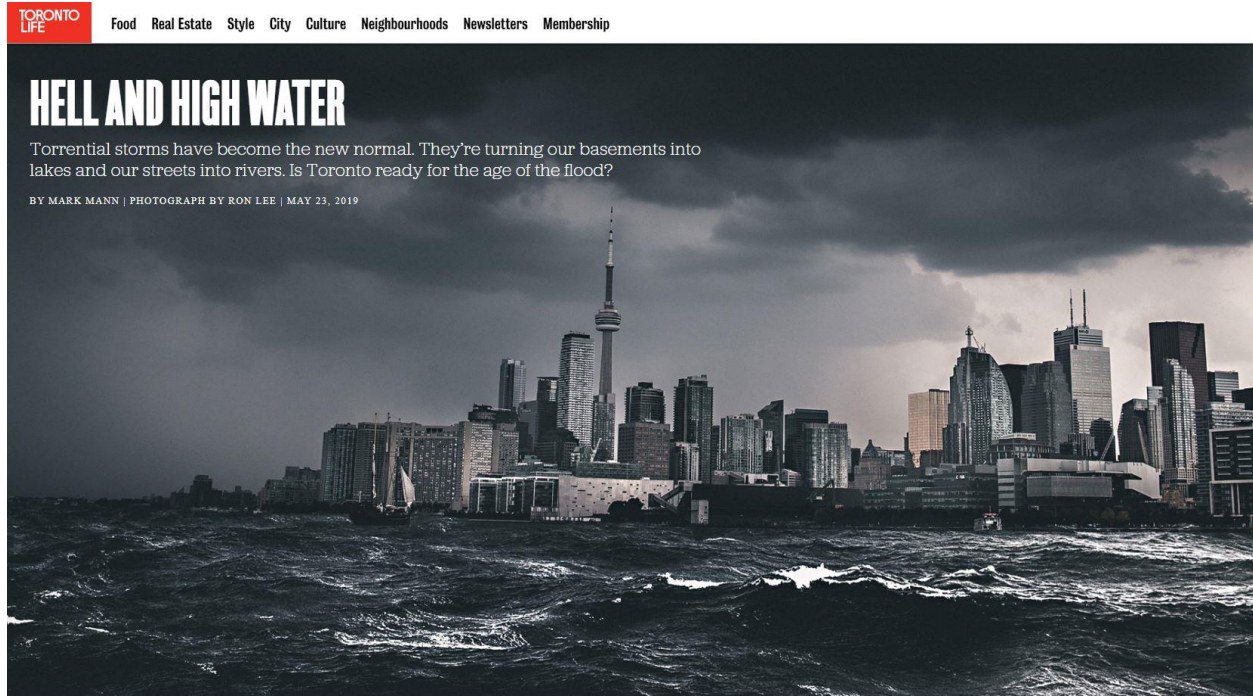 TORONTO
LIFE
Food Real Estate Style City Culture Neighbourhoods Newsletters Membership
HELL AND HIGH WATER
Torrential storms have become the new normal. They’re turning our basements into
lakes and our streets into rivers. Is Toronto ready for the age of the flood?
BY MARK MANN | PHOTOGRAPH BY RON LEE | MAY 23, 2019